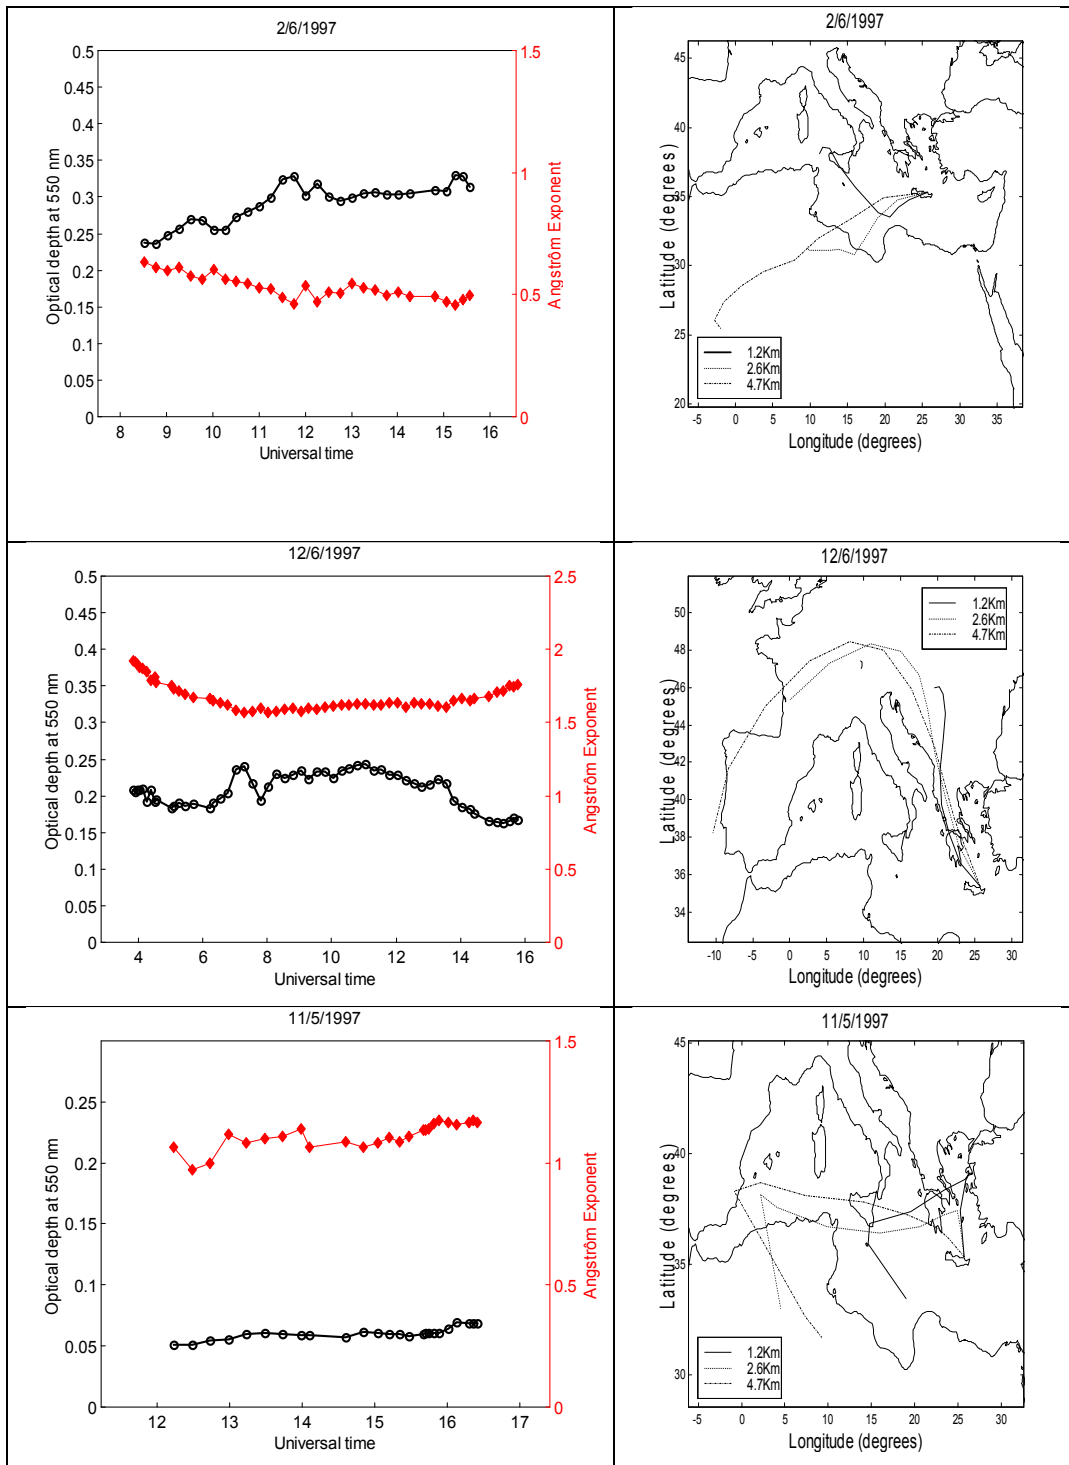 2/6/1997
0.5
0.45
0.4
0.35
0.3
0.25
0.2
0.15
0.1
0.05
0
Optical depth at 550 nm
8 9 10 11 12 13 14 15 16
Universal time
1.5
1
0.5
0
Angström Exponent
2/6/1997
45
40
35
30
25
20
Latitude (degrees)
1.2Km
2.6Km
4.7Km
-5 0 5 10 15 20 25 30 35
Longitude (degrees)
12/6/1997
0.5
0.45
0.4
0.35
0.3
0.25
0.2
0.15
0.1
0.05
0
Optical depth at 550 nm
4 6 8 10 12 14 16
Universal time
2.5
2
1.5
1
0.5
0
Angström Exponent
12/6/1997
50
48
46
44
42
40
38
36
34
Latitude (degrees)
1.2Km
2.6Km
4.7Km
-10 -5 0 5 10 15 20 25 30
Longitude (degrees)
11/5/1997
0.25
0.2
0.15
0.1
0.05
0
Optical depth at 550 nm
12 13 14 15 16 17
Universal time
1.5
1
0.5
0
Angström Exponent
11/5/1997
45
40
35
30
Latitude (degrees)
1.2Km
2.6Km
4.7Km
-5 0 5 10 15 20 25 30
Longitude (degrees)